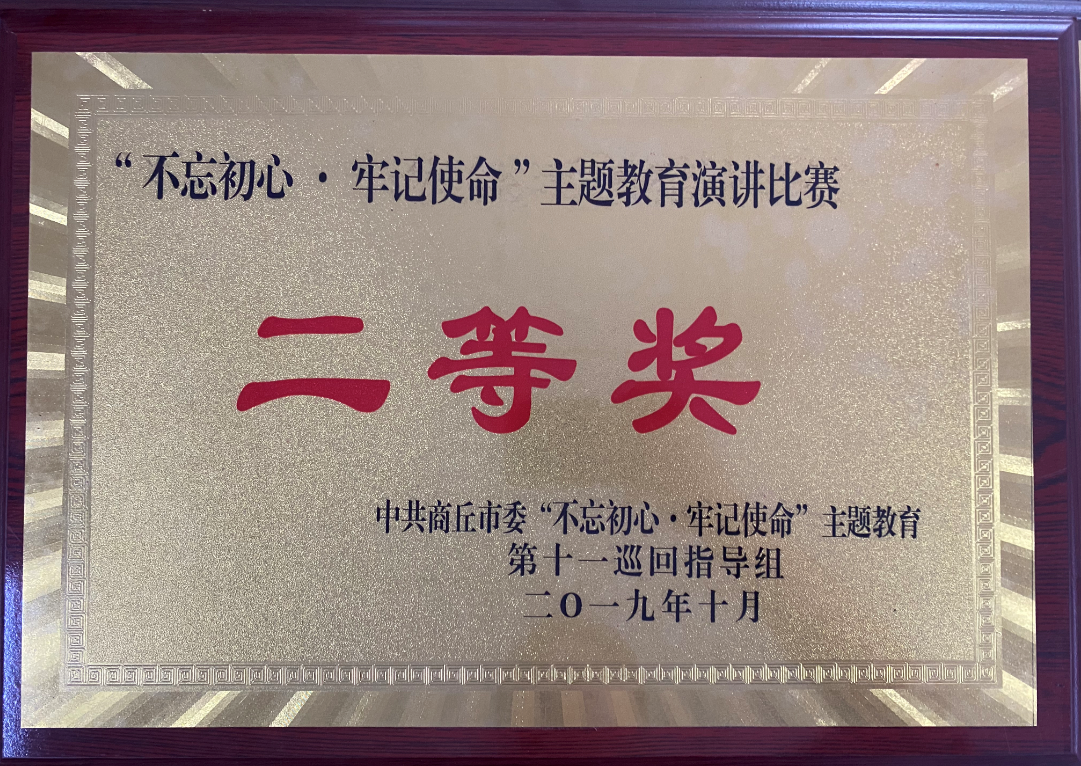 “不忘初心·牢记使命”主题教育演讲比赛
二等奖
中共商丘市委“不忘初心·牢记使命”主题教育
第十一巡回指导组
二O一九年十月